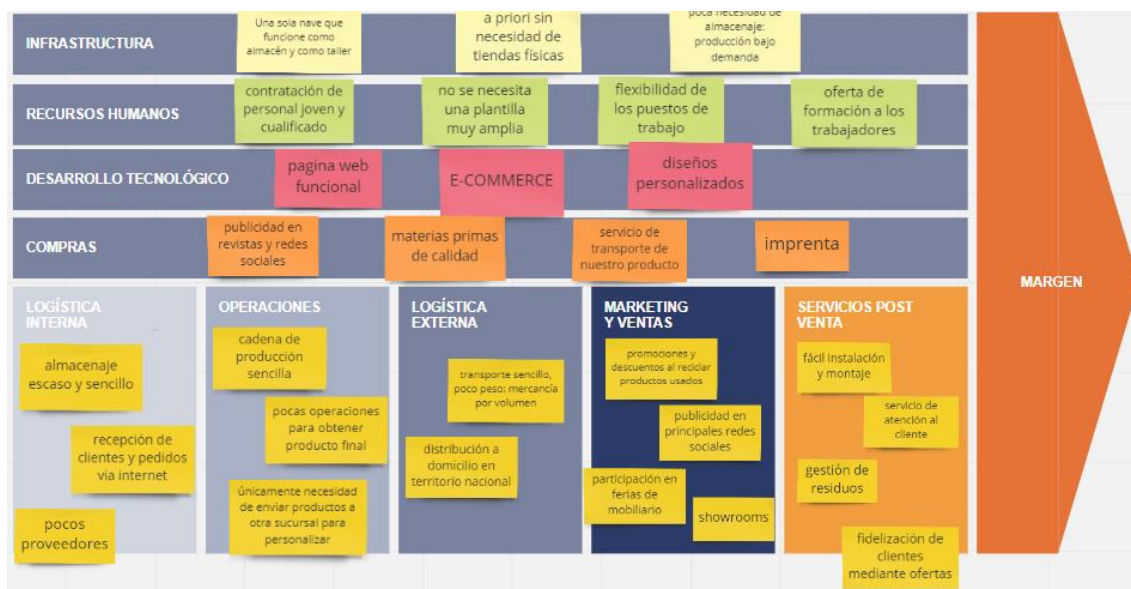 INFRASTRUCTURA
Una sola nave que
funcione como
almacén y como taller
a priori sin
necesidad de
tiendas físicas
poca necesidad de
almacenaje:
producción bajo
demanda
RECURSOS HUMANOS
contratación de
personal joven y
cualificado
no se necesita
una plantilla
muy amplia
flexibilidad de
los puestos de
trabajo
oferta de
formación a los
trabajadores
DESARROLLO TECNOLÓGICO
pagina web
funcional
E-COMMERCE
diseños
personalizados
COMPRAS
publicidad en
revistas y redes
sociales
materias primas
de calidad
servicio de
transporte de
nuestro producto
imprenta
MARGEN
LOGÍSTICA
INTERNA
almacenaje
escaso y sencillo
recepción de
clientes y pedidos
via internet
pocos
proveedores
OPERACIONES
cadena de
producción
sencilla
pocas operaciones
para obtener
producto final
únicamente necesidad
de enviar productos a
otra sucursal para
personalizar
LOGÍSTICA
EXTERNA
transporte sencillo,
poco peso: mercancía
por volumen
distribución a
domicilio en
territorio nacional
MARKETING
Y VENTAS
promociones y
descuentos al reciclar
productos usados
publicidad en
principales redes
sociales
participación en
ferias de
mobiliario
showrooms
SERVICIOS POST
VENTA
fácil instalación
y montaje
servicio de
atención al
cliente
gestión de
residuos
fidelización de
clientes
mediante ofertas